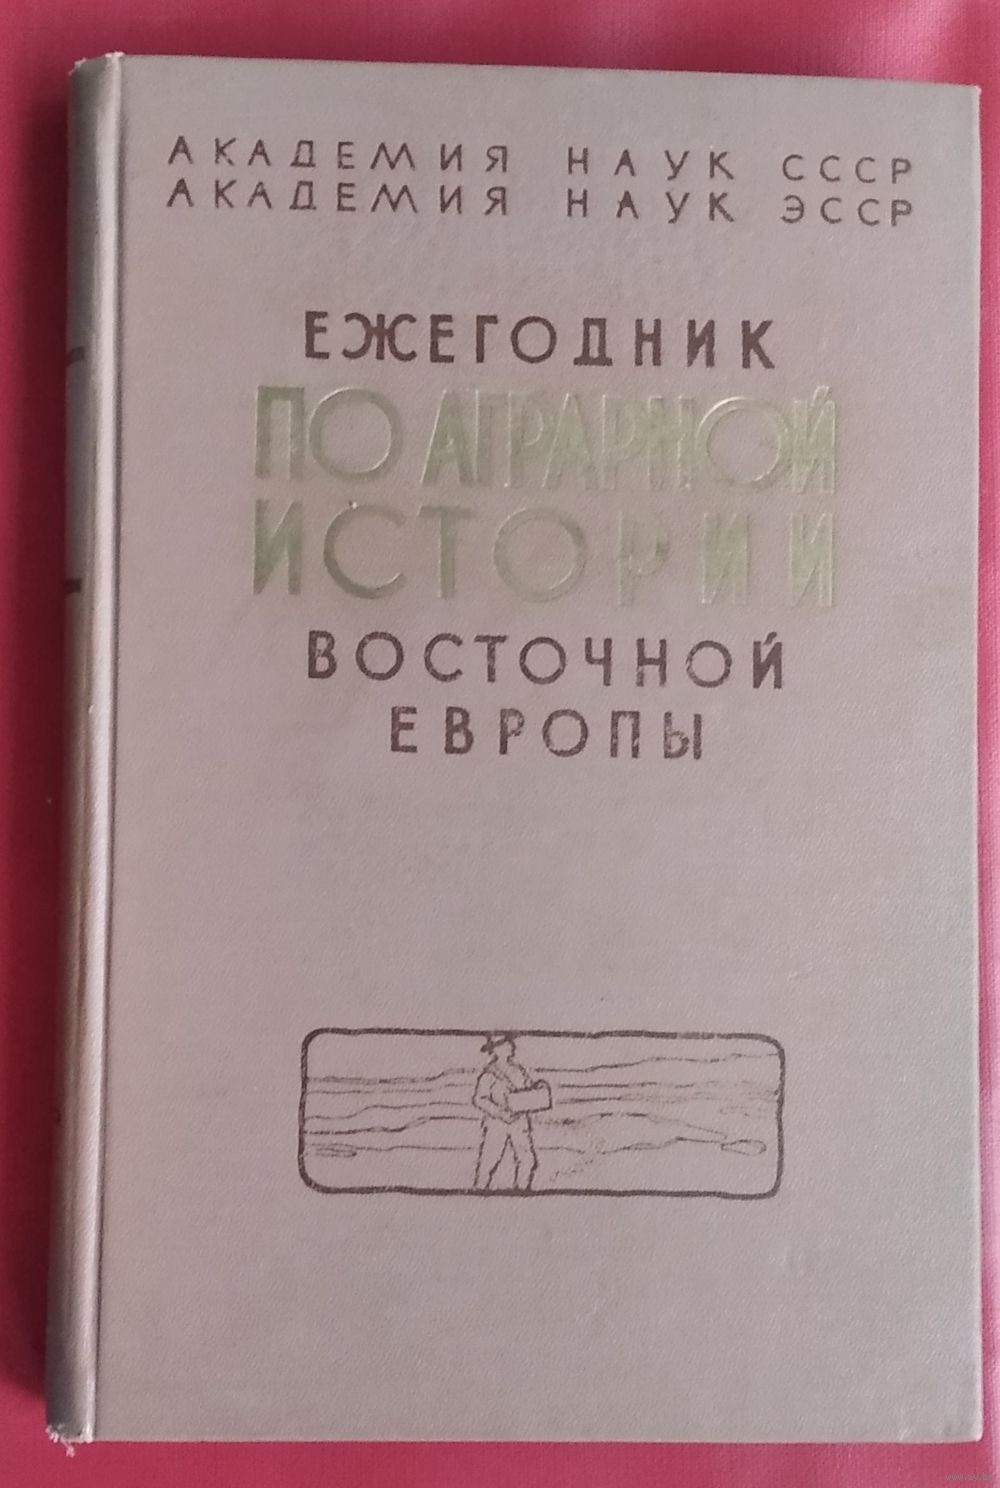 АКАДЕМИЯ НАУК СССР
АКАДЕМИЯ НАУК ЭССР
ЕЖЕГОДНИК
ПО АГРАРНОЙ
ИСТОРИИ
ВОСТОЧНОЙ
ЕВРОПЫ